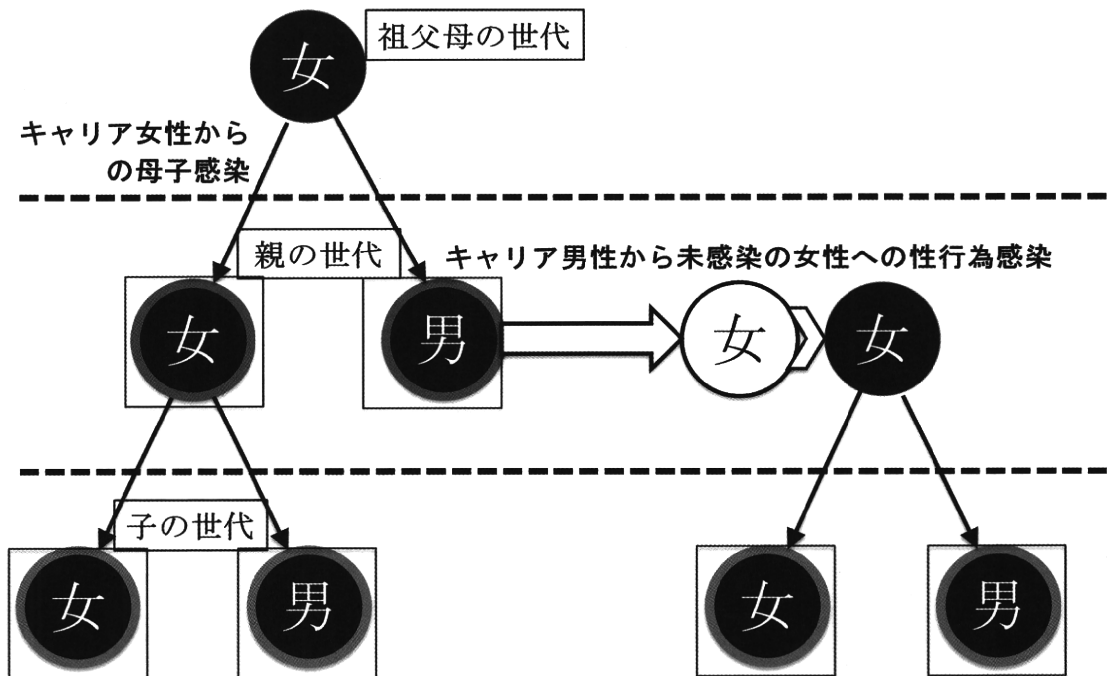 女
祖父母の世代
キャリア女性から
の母子感染
親の世代
キャリア男性から未感染の女性への性行為感染
女
男
女
女
子の世代
女
男
女
男